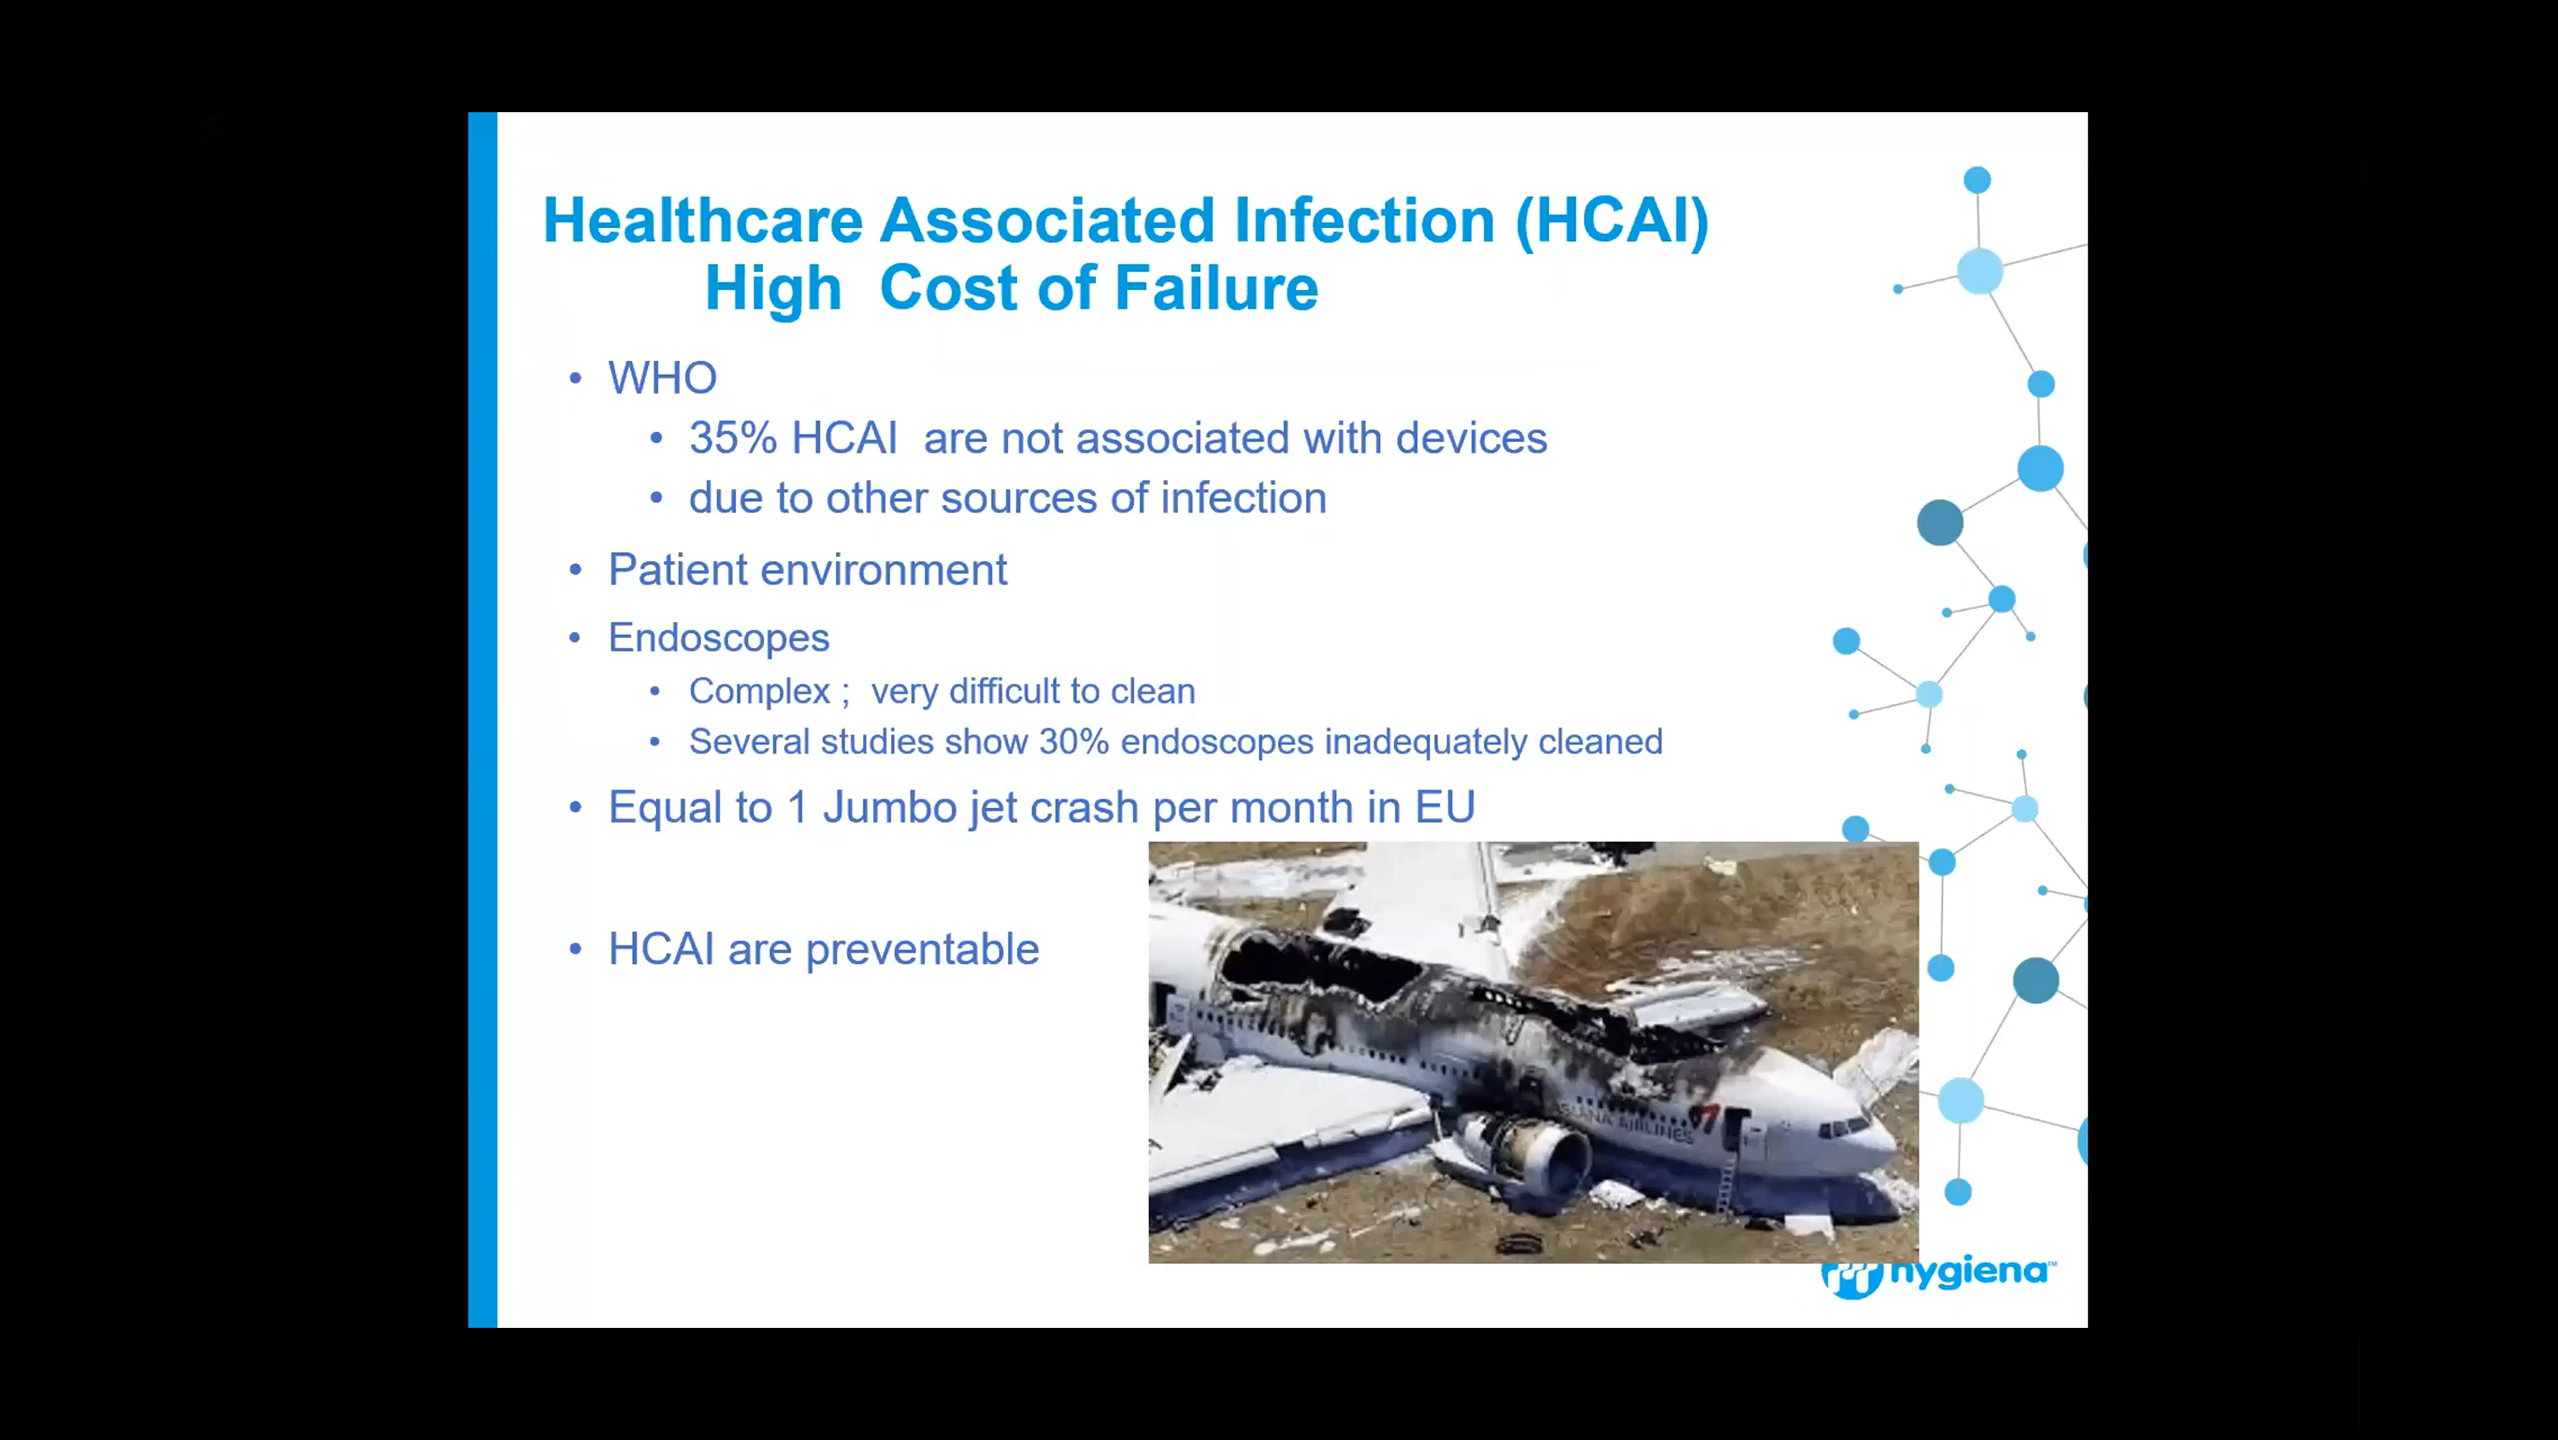 Healthcare Associated Infection (HCAI)
High Cost of Failure
• WHO
• 35% HCAI are not associated with devices
• due to other sources of infection
• Patient environment
• Endoscopes
• Complex ; very difficult to clean
• Several studies show 30% endoscopes inadequately cleaned
• Equal to 1 Jumbo jet crash per month in EU
• HCAI are preventable
AIRLINES
hygiena™